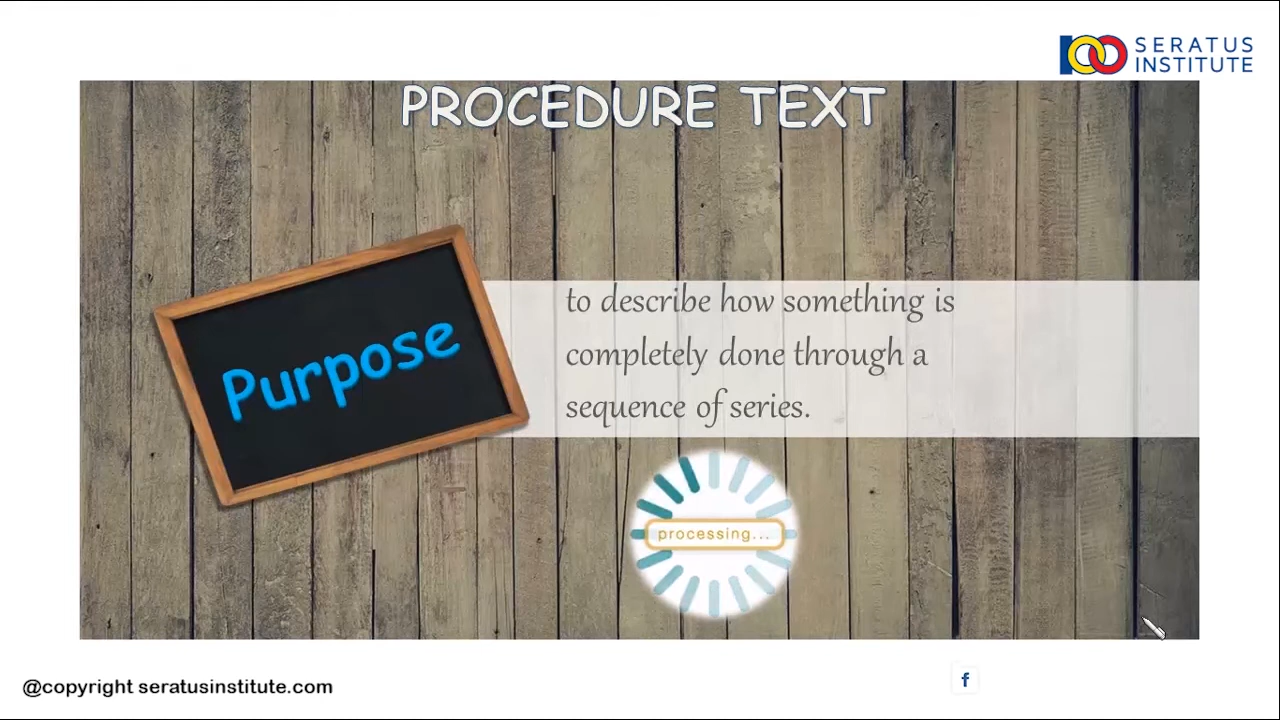 SERATUS
INSTITUTE
PROCEDURE TEXT
Purpose
to describe how something is
completely done through a
sequence of series.
processing...
@copyright seratusinstitute.com
f